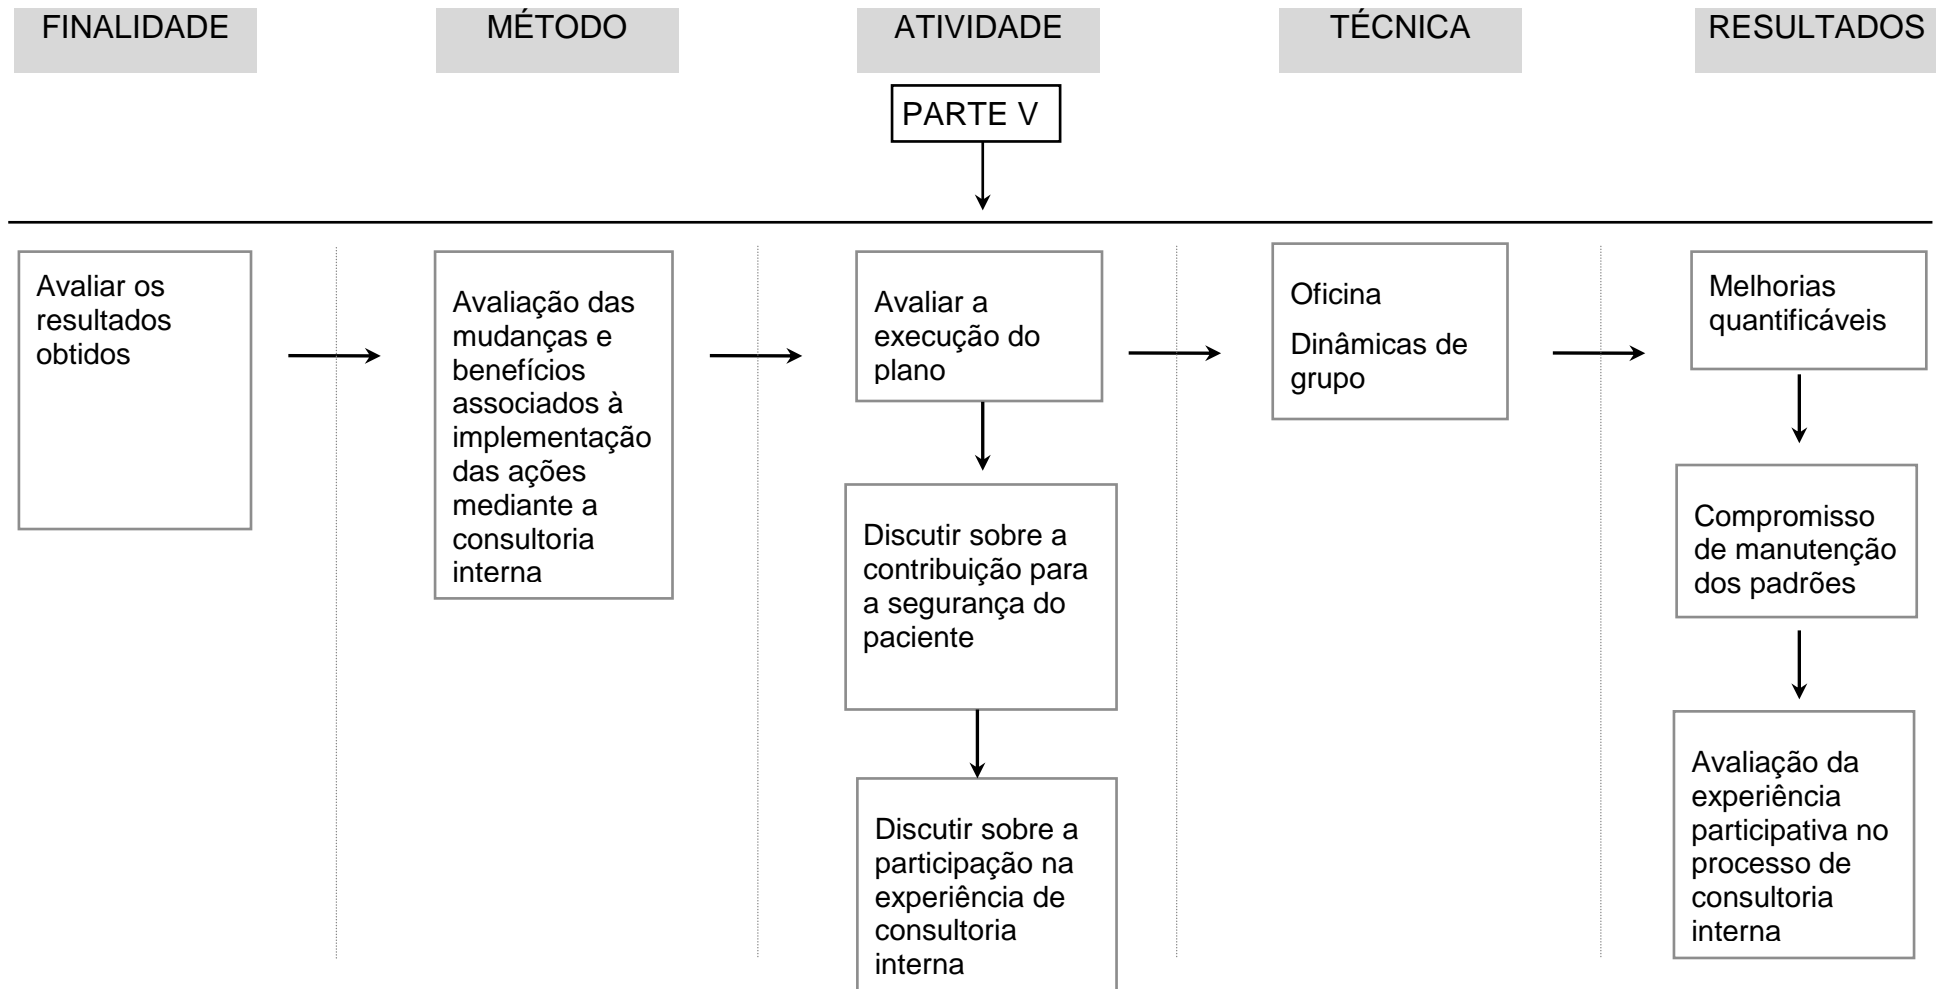 FINALIDADE
MÉTODO
ATIVIDADE
TÉCNICA
RESULTADOS
PARTE V
Avaliar os
resultados
obtidos
Avaliação das
mudanças e
benefícios
associados à
implementação
das ações
mediante a
consultoria
interna
Avaliar a
execução do
plano
Discutir sobre a
contribuição para
a segurança do
paciente
Discutir sobre a
participação na
experiência de
consultoria
interna
Oficina
Dinâmicas de
grupo
Melhorias
quantificáveis
Compromisso
de manutenção
dos padrões
Avaliação da
experiência
participativa no
processo de
consultoria
interna